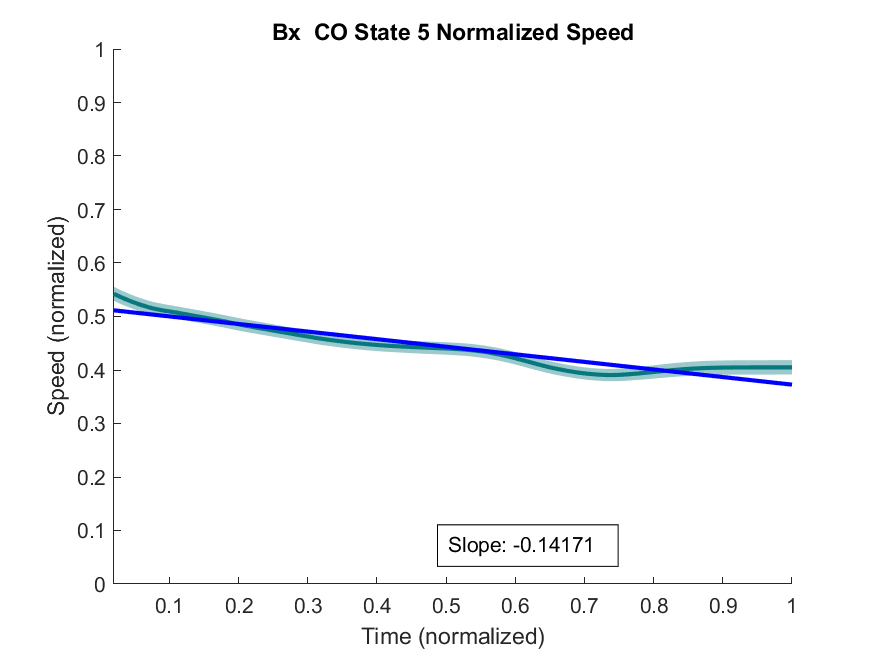 Bx  CO State 5 Normalized Speed
1
0.9
0.8
0.7
0.6
0.5
0.4
0.3
0.2
0.1
0
Speed (normalized)
Slope: -0.14171
0.1 0.2 0.3 0.4 0.5 0.6 0.7 0.8 0.9 1
Time (normalized)